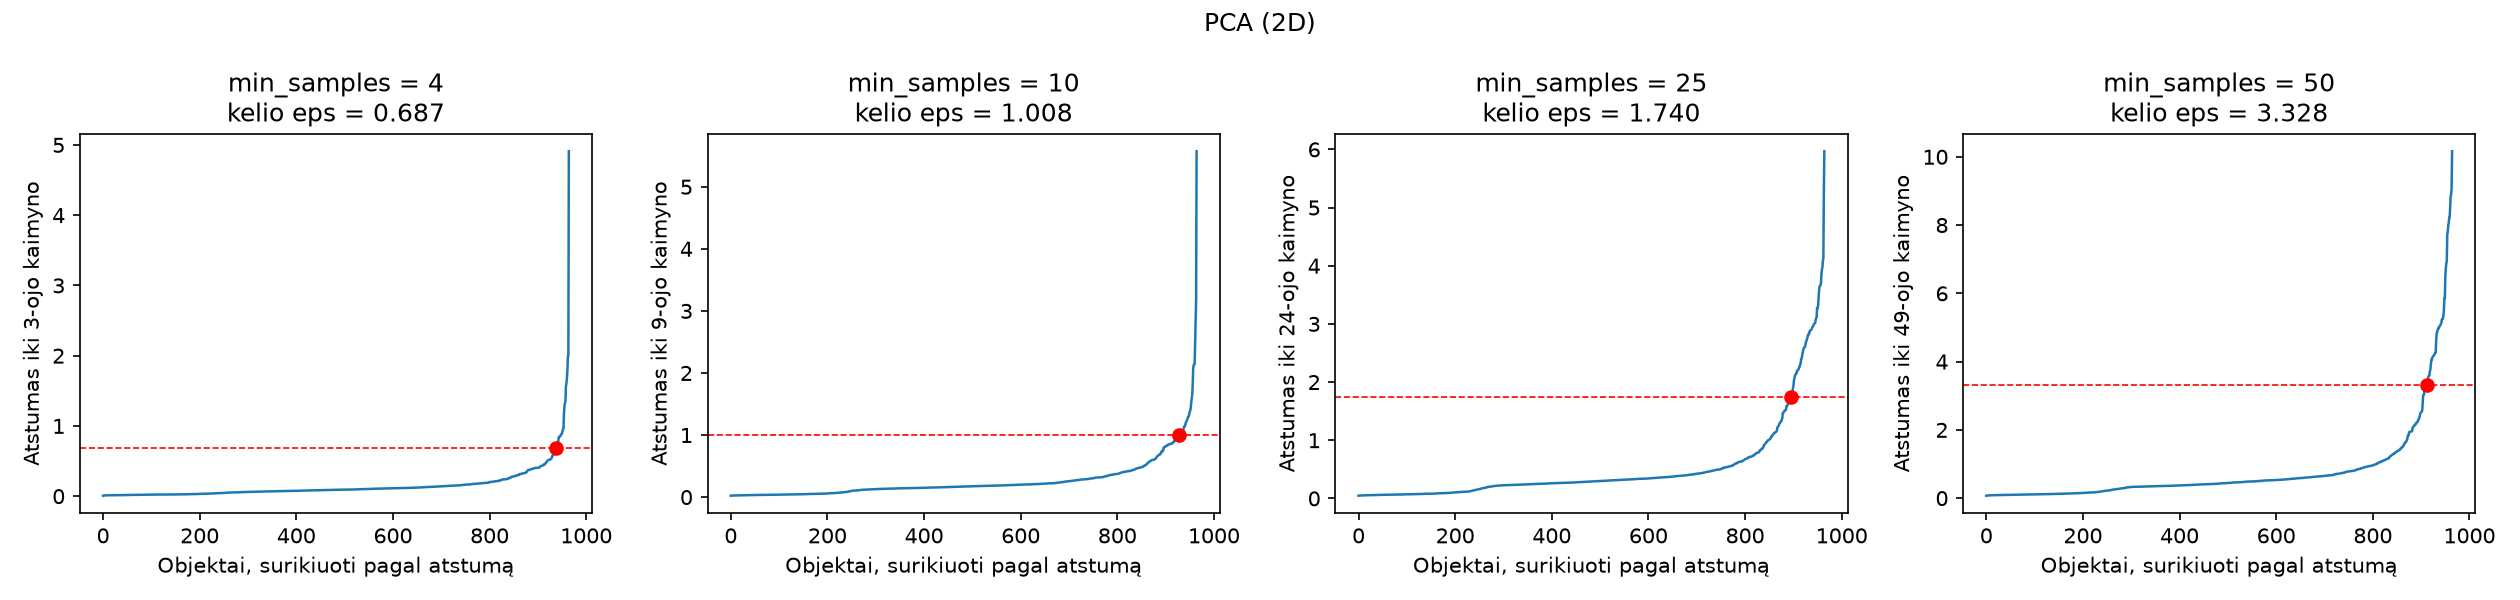 PCA (2D)
min_samples = 4
kelio eps = 0.687
Atstumas iki 3-ojo kaimyno
5
4
3
2
1
0
0 200 400 600 800 1000
Objektai, surikiuoti pagal atstumą
min_samples = 10
kelio eps = 1.008
Atstumas iki 9-ojo kaimyno
5
4
3
2
1
0
0 200 400 600 800 1000
Objektai, surikiuoti pagal atstumą
min_samples = 25
kelio eps = 1.740
Atstumas iki 24-ojo kaimyno
6
5
4
3
2
1
0
0 200 400 600 800 1000
Objektai, surikiuoti pagal atstumą
min_samples = 50
kelio eps = 3.328
Atstumas iki 49-ojo kaimyno
10
8
6
4
2
0
0 200 400 600 800 1000
Objektai, surikiuoti pagal atstumą